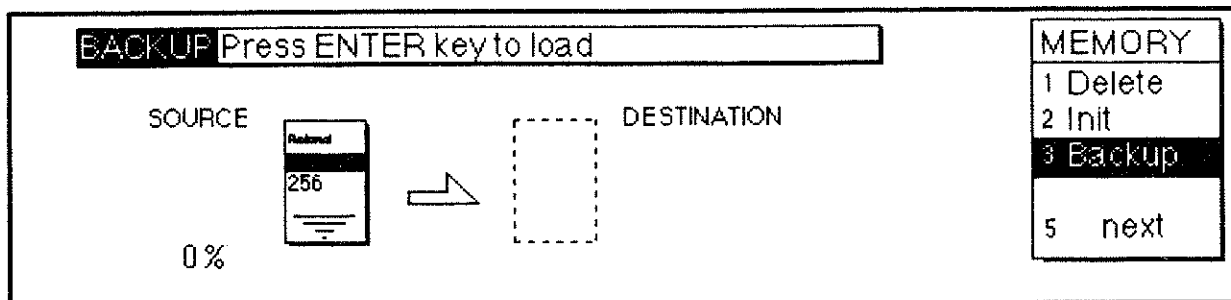 BACKUP Press ENTER key to load
SOURCE
DESTINATION
256
0%
MEMORY
1 Delete
2 Init
3 Backup
5 next